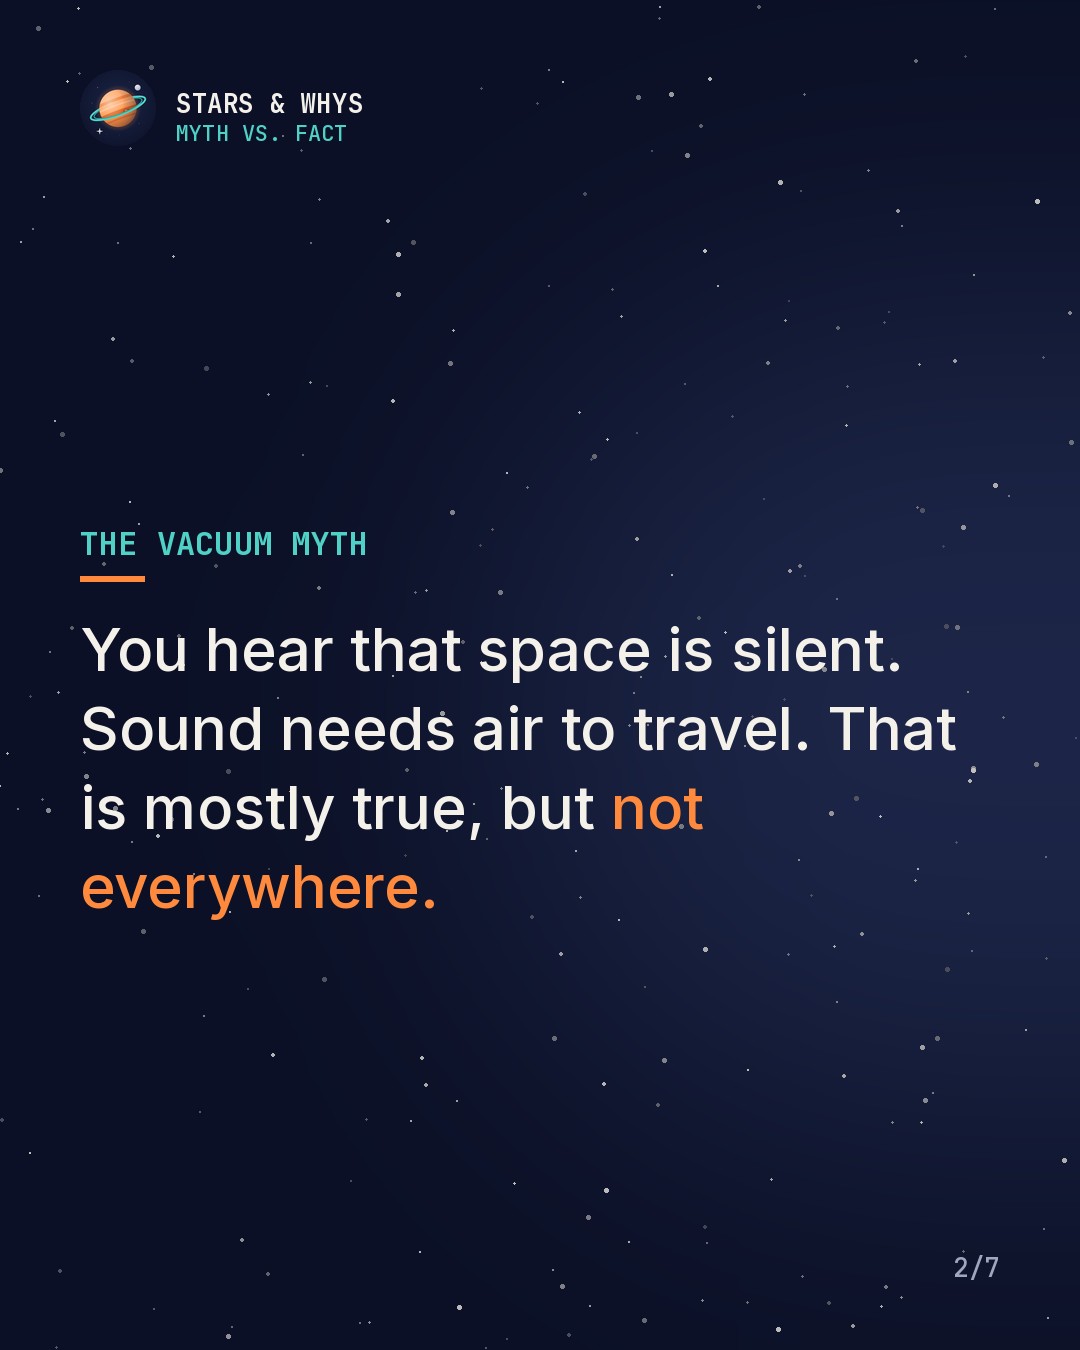 STARS & WHYS
MYTH VS. FACT
THE VACUUM MYTH
You hear that space is silent.
Sound needs air to travel. That
is mostly true, but not
everywhere.
2/7